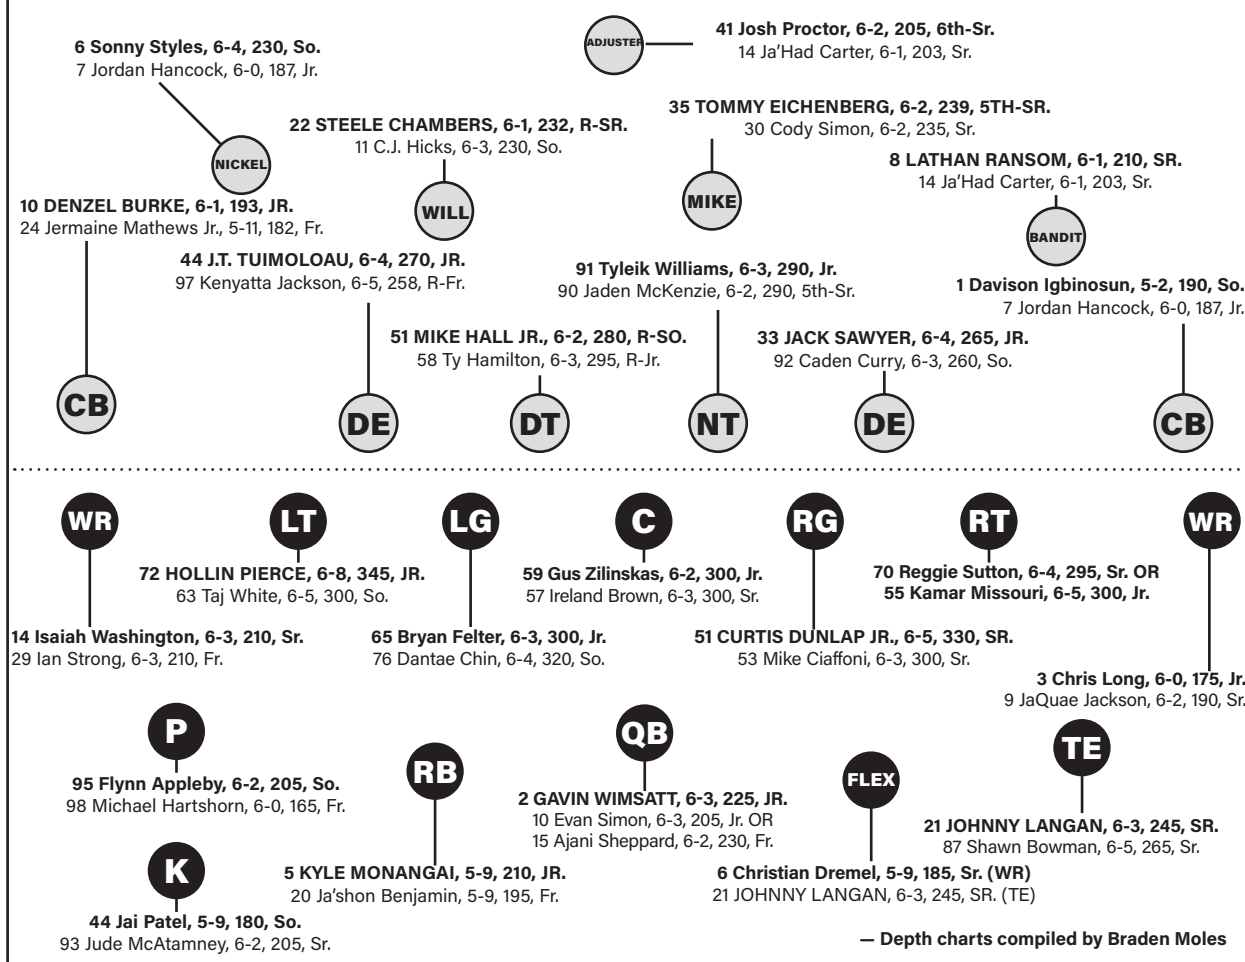 6 Sonny Styles, 6-4, 230, So.
7 Jordan Hancock, 6-0, 187, Jr.
NICKEL
ADJUSTER
41 Josh Proctor, 6-2, 205, 6th-Sr.
14 Ja'Had Carter, 6-1, 203, Sr.
22 STEELE CHAMBERS, 6-1, 232, R-SR.
11 C.J. Hicks, 6-3, 230, So.
WILL
35 TOMMY EICHENBERG, 6-2, 239, 5TH-SR.
30 Cody Simon, 6-2, 235, Sr.
MIKE
8 LATHAN RANSOM, 6-1, 210, SR.
14 Ja'Had Carter, 6-1, 203, Sr.
BANDIT
10 DENZEL BURKE, 6-1, 193, JR.
24 Jermaine Mathews Jr., 5-11, 182, Fr.
CB
44 J.T. TUIMOLOAU, 6-4, 270, JR.
97 Kenyatta Jackson, 6-5, 258, R-Fr.
DE
51 MIKE HALL JR., 6-2, 280, R-SO.
58 Ty Hamilton, 6-3, 295, R-Jr.
DT
91 Tyleik Williams, 6-3, 290, Jr.
90 Jaden McKenzie, 6-2, 290, 5th-Sr.
NT
33 JACK SAWYER, 6-4, 265, JR.
92 Caden Curry, 6-3, 260, So.
DE
1 Davison Igbinosun, 5-2, 190, So.
7 Jordan Hancock, 6-0, 187, Jr.
CB
WR
14 Isaiah Washington, 6-3, 210, Sr.
29 Ian Strong, 6-3, 210, Fr.
LT
72 HOLLIN PIERCE, 6-8, 345, JR.
63 Taj White, 6-5, 300, So.
LG
65 Bryan Felter, 6-3, 300, Jr.
76 Dantae Chin, 6-4, 320, So.
C
59 Gus Zilinskas, 6-2, 300, Jr.
57 Ireland Brown, 6-3, 300, Sr.
RG
51 CURTIS DUNLAP JR., 6-5, 330, SR.
53 Mike Ciaffoni, 6-3, 300, Sr.
RT
70 Reggie Sutton, 6-4, 295, Sr. OR
55 Kamar Missouri, 6-5, 300, Jr.
WR
3 Chris Long, 6-0, 175, Jr.
9 JaQuae Jackson, 6-2, 190, Sr.
P
95 Flynn Appleby, 6-2, 205, So.
98 Michael Hartshorn, 6-0, 165, Fr.
K
44 Jai Patel, 5-9, 180, So.
93 Jude McAtamney, 6-2, 205, Sr.
RB
5 KYLE MONANGAI, 5-9, 210, JR.
20 Ja'shon Benjamin, 5-9, 195, Fr.
QB
2 GAVIN WIMSATT, 6-3, 225, JR.
10 Evan Simon, 6-3, 205, Jr. OR
15 Ajani Sheppard, 6-2, 230, Fr.
FLEX
6 Christian Dremel, 5-9, 185, Sr. (WR)
21 JOHNNY LANGAN, 6-3, 245, SR. (TE)
TE
21 JOHNNY LANGAN, 6-3, 245, SR.
87 Shawn Bowman, 6-5, 265, Sr.
— Depth charts compiled by Braden Moles